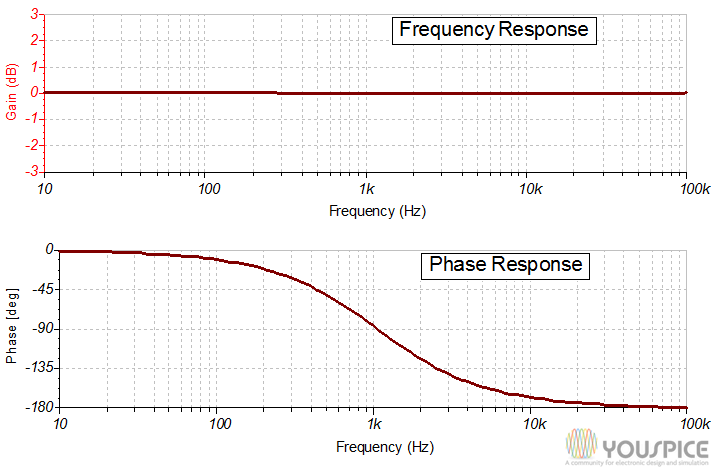 Frequency Response
3
2
1
0
-1
-2
-3
Gain (dB)
10 100 1k 10k 100k
Frequency (Hz)
Phase Response
0
-45
-90
-135
-180
Phase [deg]
10 100 1k 10k 100k
Frequency (Hz)
YOUSPICE
A community for electronic design and simulation